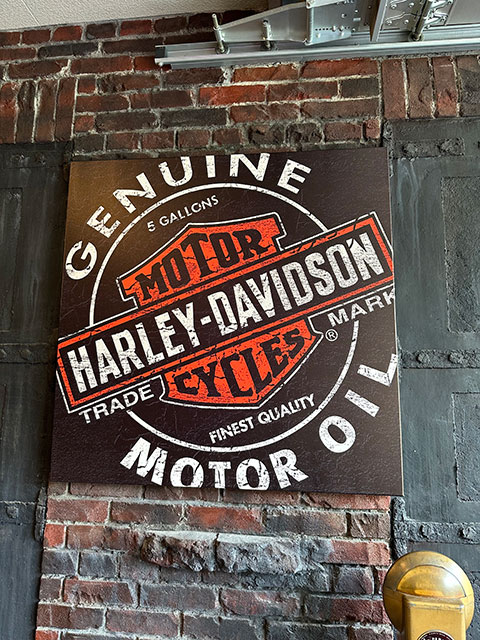 GENUINE
5 GALLONS
MOTOR
HARLEY-DAVIDSON
CYCLES
®
TRADE MARK
FINEST QUALITY
MOTOR OIL